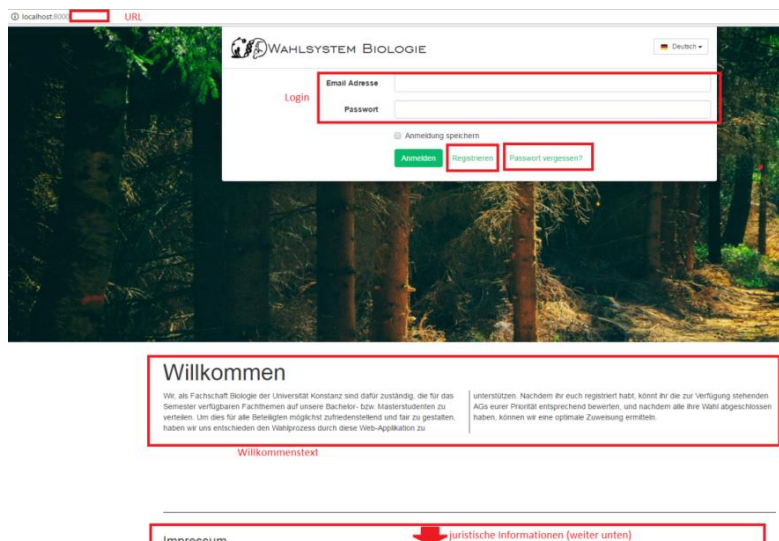 localhost:8000
URL
WAHLSYSTEM BIOLOGIE
Deutsch
Email Adresse
Login
Passwort
Anmeldung speichern
Anmelden
Registrieren
Passwort vergessen?
Willkommen
Wir, als Fachschaft Biologie der Universität Konstanz sind dafür zuständig, die für das
Semester verfügbaren Fachthemen auf unsere Bachelor- bzw. Masterstudenten zu
verteilen. Um dies für alle Beteiligten möglichst zufriedenstellend und fair zu gestalten,
haben wir uns entschieden den Wahlprozess durch diese Web-Applikation zu
unterstützen. Nachdem ihr euch registriert habt, könnt ihr die zur Verfügung stehenden
AGs eurer Priorität entsprechend bewerten, und nachdem alle ihre Wahl abgeschlossen
haben, können wir eine optimale Zuweisung ermitteln.
Willkommenstext
juristische Informationen (weiter unten)
Impressum